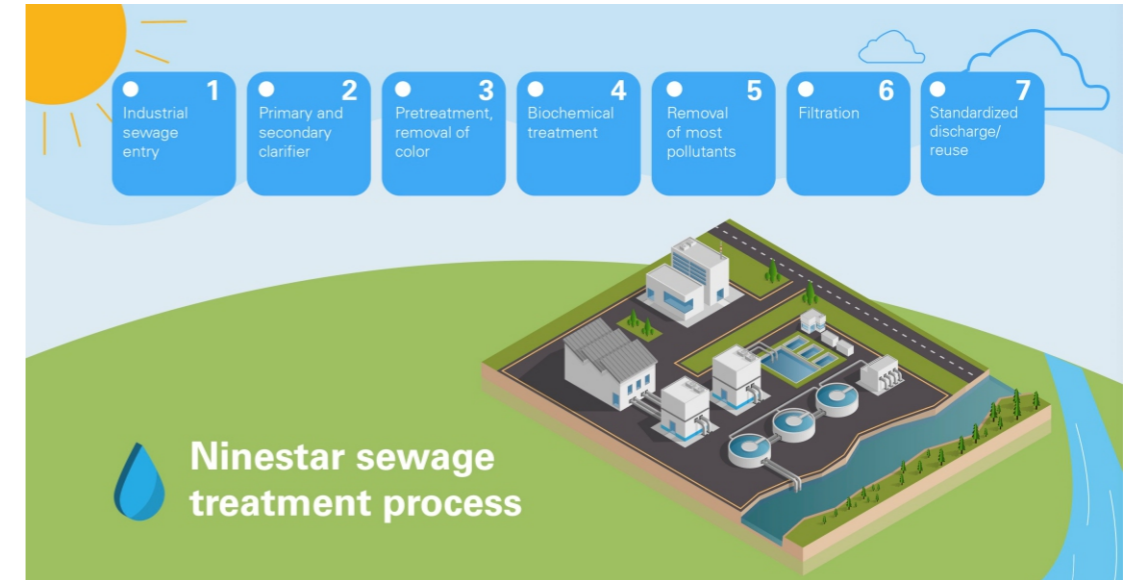 1
Industrial
sewage
entry
2
Primary and
secondary
clarifier
3
Pretreatment,
removal of
color
4
Biochemical
treatment
5
Removal
of most
pollutants
6
Filtration
7
Standardized
discharge/
reuse
Ninestar sewage
treatment process